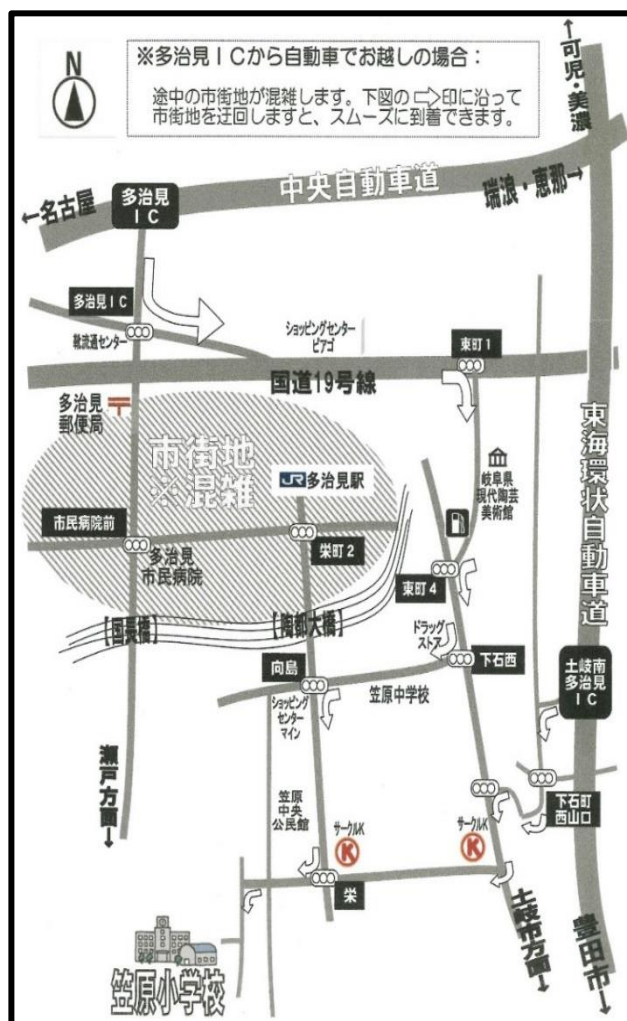 N
※多治見ICから自動車でお越しの場合:
途中の市街地が混雑します。下図の⇨印に沿って
市街地を迂回しますと、スムーズに到着できます。
←可児・美濃
中央自動車道
瑞浪・恵那→
←名古屋
多治見
IC
多治見IC
靴流通センター
ショッピングセンター
ピアゴ
東町1
国道19号線
多治見
郵便局
市街地
※混雑
JR多治見駅
岐阜県
現代陶芸
美術館
東海環状自動車道
市民病院前
多治見
市民病院
栄町2
東町4
【国長橋】
【陶都大橋】
ドラッグ
ストア
下石西
向島
笠原中学校
土岐南
多治見
IC
ショッピング
センター
マイン
瀬戸方面→
下石町
西山口
笠原
中央
公民館
サークルK
K
サークルK
K
栄
土岐市方面→
豊田市→
笠原小学校